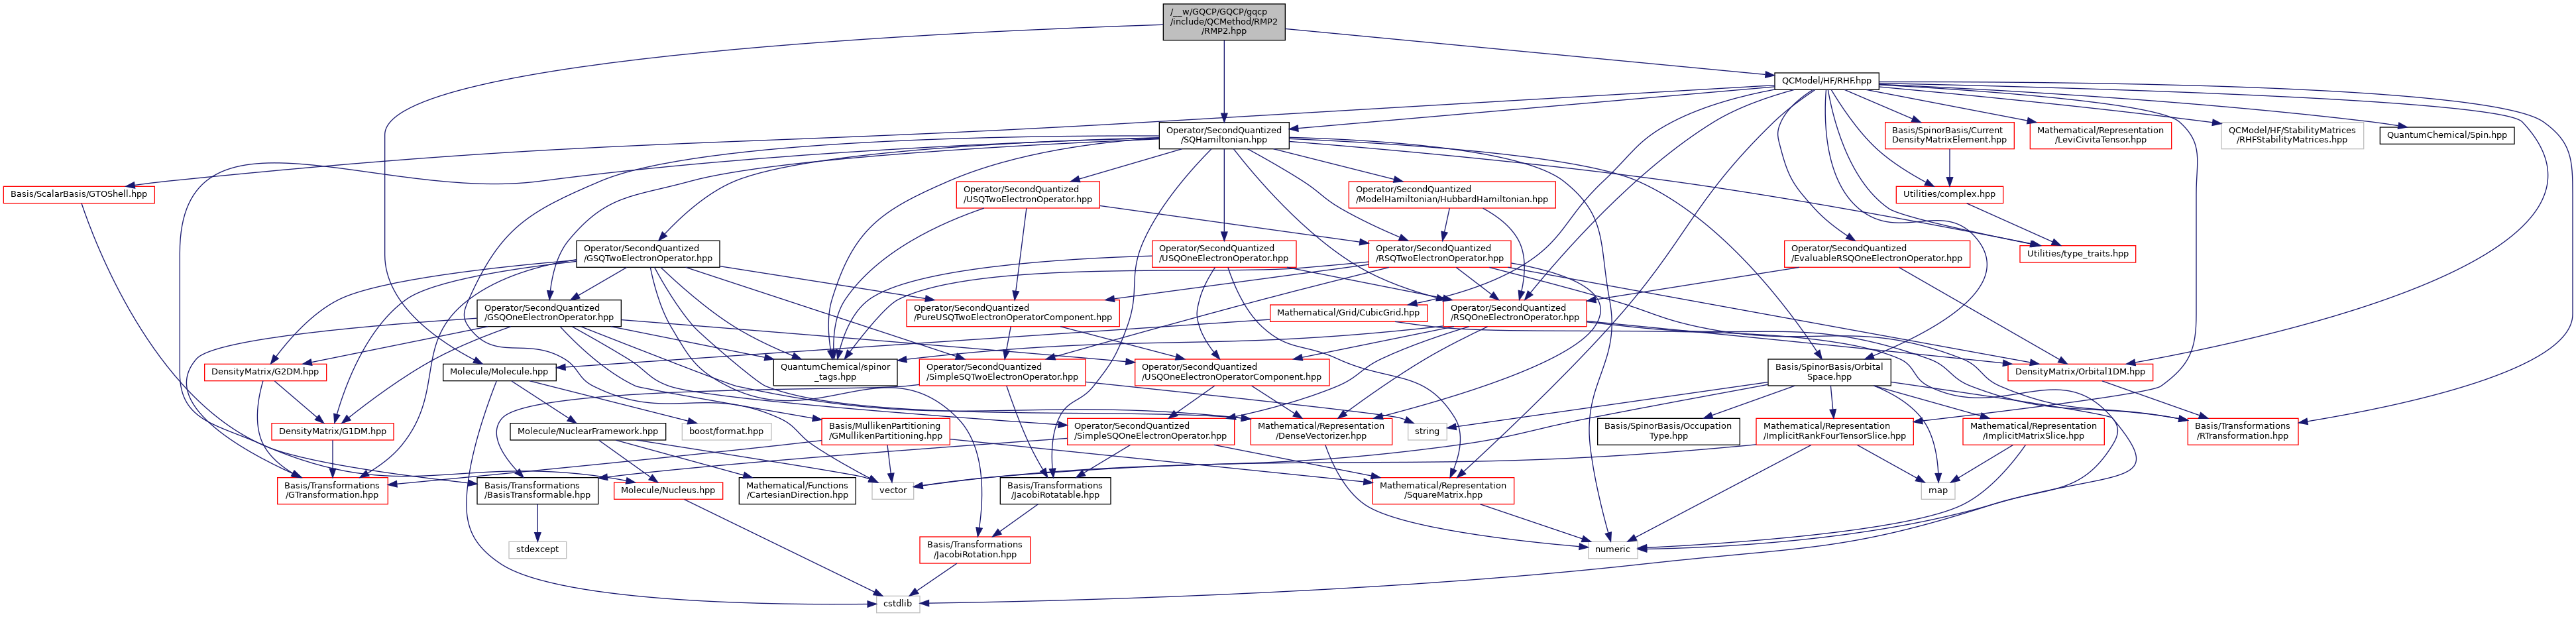 /__w/GQCP/GQCP/gqcp
/include/QCMethod/RMP2
/RMP2.hpp
QCModel/HF/RHF.hpp
Operator/SecondQuantized
/SQHamiltonian.hpp
Basis/SpinorBasis/Current
DensityMatrixElement.hpp
Mathematical/Representation
/LeviCivitaTensor.hpp
QCModel/HF/StabilityMatrices
/RHFStabilityMatrices.hpp
QuantumChemical/Spin.hpp
Basis/ScalarBasis/GTOShell.hpp
Operator/SecondQuantized
/USQTwoElectronOperator.hpp
Operator/SecondQuantized
/ModelHamiltonian/HubbardHamiltonian.hpp
Utilities/complex.hpp
Operator/SecondQuantized
/GSQTwoElectronOperator.hpp
Operator/SecondQuantized
/USQOneElectronOperator.hpp
Operator/SecondQuantized
/RSQTwoElectronOperator.hpp
Operator/SecondQuantized
/EvaluableRSQOneElectronOperator.hpp
Utilities/type_traits.hpp
Operator/SecondQuantized
/GSQOneElectronOperator.hpp
Operator/SecondQuantized
/PureUSQTwoElectronOperatorComponent.hpp
Mathematical/Grid/CubicGrid.hpp
Operator/SecondQuantized
/RSQOneElectronOperator.hpp
DensityMatrix/G2DM.hpp
Molecule/Molecule.hpp
QuantumChemical/spinor
_tags.hpp
Operator/SecondQuantized
/SimpleSQTwoElectronOperator.hpp
Operator/SecondQuantized
/USQOneElectronOperatorComponent.hpp
Basis/SpinorBasis/Orbital
Space.hpp
DensityMatrix/Orbital1DM.hpp
DensityMatrix/G1DM.hpp
Molecule/NuclearFramework.hpp
boost/format.hpp
Basis/MullikenPartitioning
/GMullikenPartitioning.hpp
Operator/SecondQuantized
/SimpleSQOneElectronOperator.hpp
Mathematical/Representation
/DenseVectorizer.hpp
string
Basis/SpinorBasis/Occupation
Type.hpp
Mathematical/Representation
/ImplicitRankFourTensorSlice.hpp
Mathematical/Representation
/ImplicitMatrixSlice.hpp
Basis/Transformations
/RTransformation.hpp
Basis/Transformations
/GTransformation.hpp
Basis/Transformations
/BasisTransformable.hpp
Molecule/Nucleus.hpp
Mathematical/Functions
/CartesianDirection.hpp
vector
Basis/Transformations
/JacobiRotatable.hpp
Mathematical/Representation
/SquareMatrix.hpp
map
stdexcept
Basis/Transformations
/JacobiRotation.hpp
numeric
cstdlib